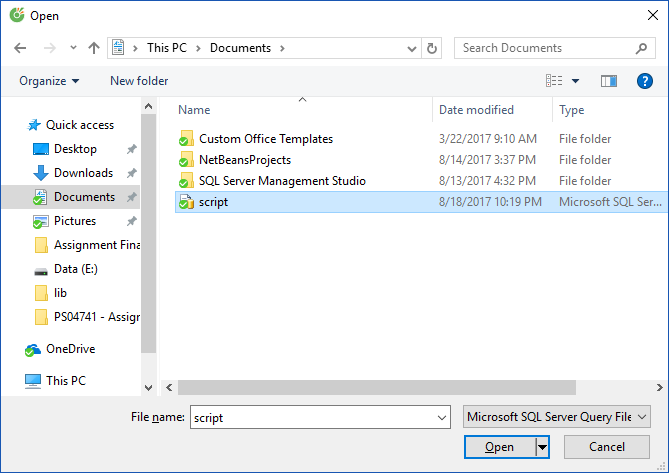 Open
This PC > Documents >
Search Documents
Organize
New folder
Name
Date modified
Type
Quick access
Desktop
Downloads
Documents
Pictures
Assignment Fina
Data (E:)
lib
PS04741 - Assigr
OneDrive
This PC
Custom Office Templates 3/22/2017 9:10 AM File folder
NetBeansProjects 8/14/2017 3:37 PM File folder
SQL Server Management Studio 8/13/2017 4:32 PM File folder
script 8/18/2017 10:19 PM Microsoft SQL Ser...
File name: script
Microsoft SQL Server Query File
Open
Cancel